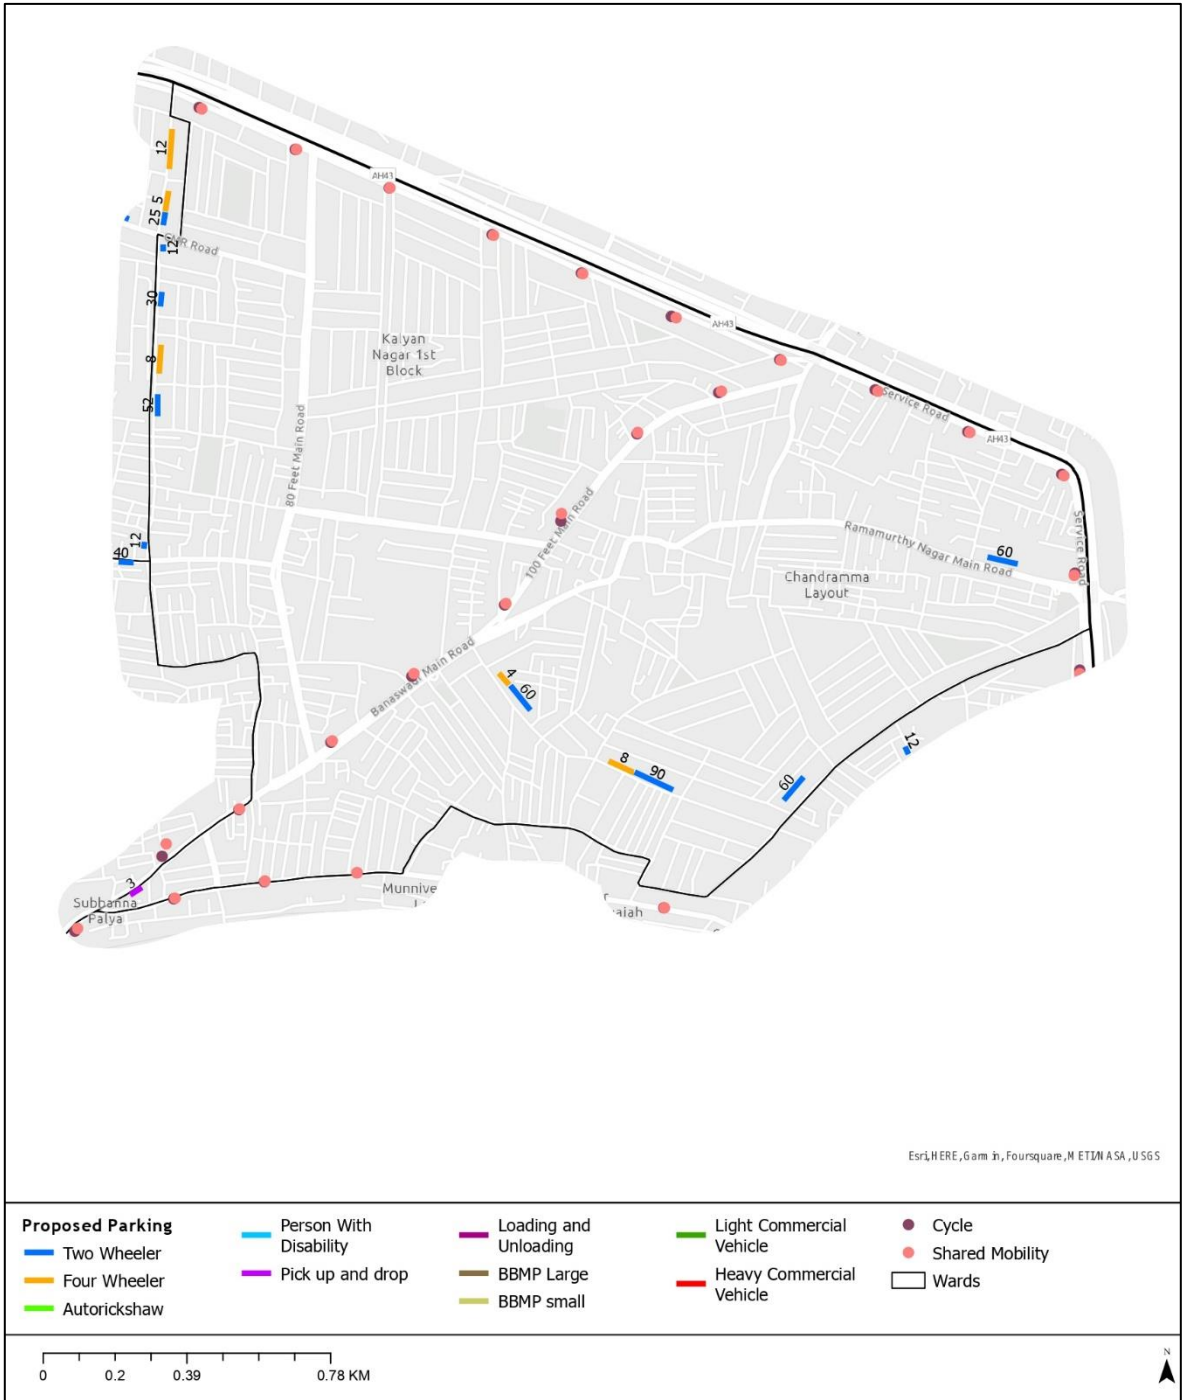 12
AH43
25 5
CMR Road
12
30
Kalyan
Nagar 1st
Block
AH43
8
52
Service Road
80 Feet Main Road
AH43
100 Feet Main Road
Ramamurthy Nagar Main Road
Service Road
12
40
60
Chandramma
Layout
Banaswadi Main Road
4
60
12
8
90
60
3
Subbanna
Palya
Munnive
aiah
Esri, HERE, Garmin, Foursquare, METI/NASA, USGS
Proposed Parking
Two Wheeler
Four Wheeler
Autorickshaw
Person With
Disability
Pick up and drop
Loading and
Unloading
BBMP Large
BBMP small
Light Commercial
Vehicle
Heavy Commercial
Vehicle
Cycle
Shared Mobility
Wards
0 0.2 0.39 0.78 KM
N